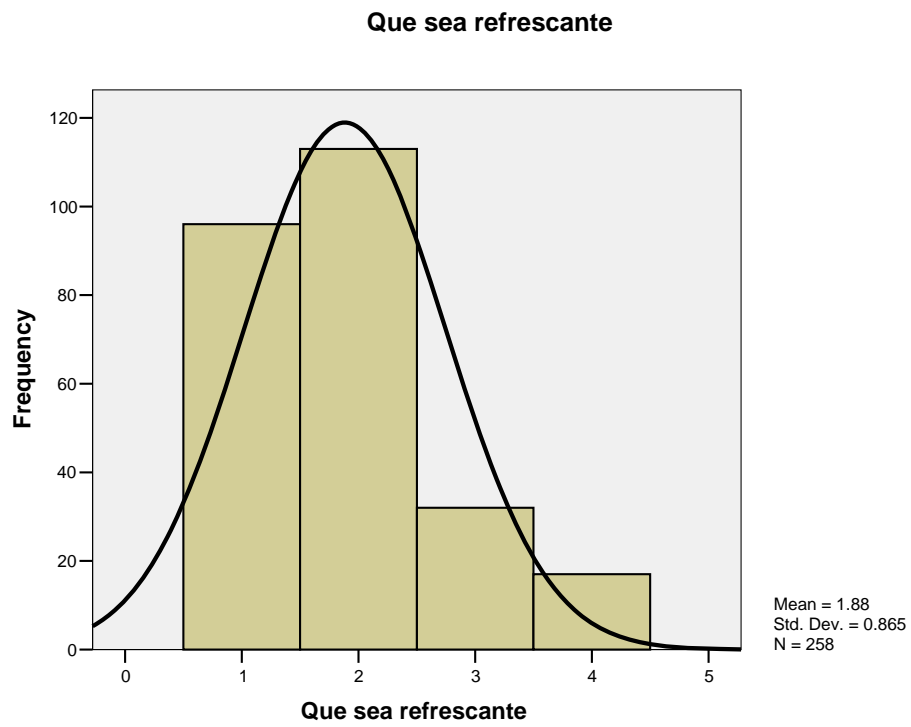 Que sea refrescante
120
100
80
60
40
20
0
Frequency
0 1 2 3 4 5
Que sea refrescante
Mean = 1.88
Std. Dev. = 0.865
N = 258